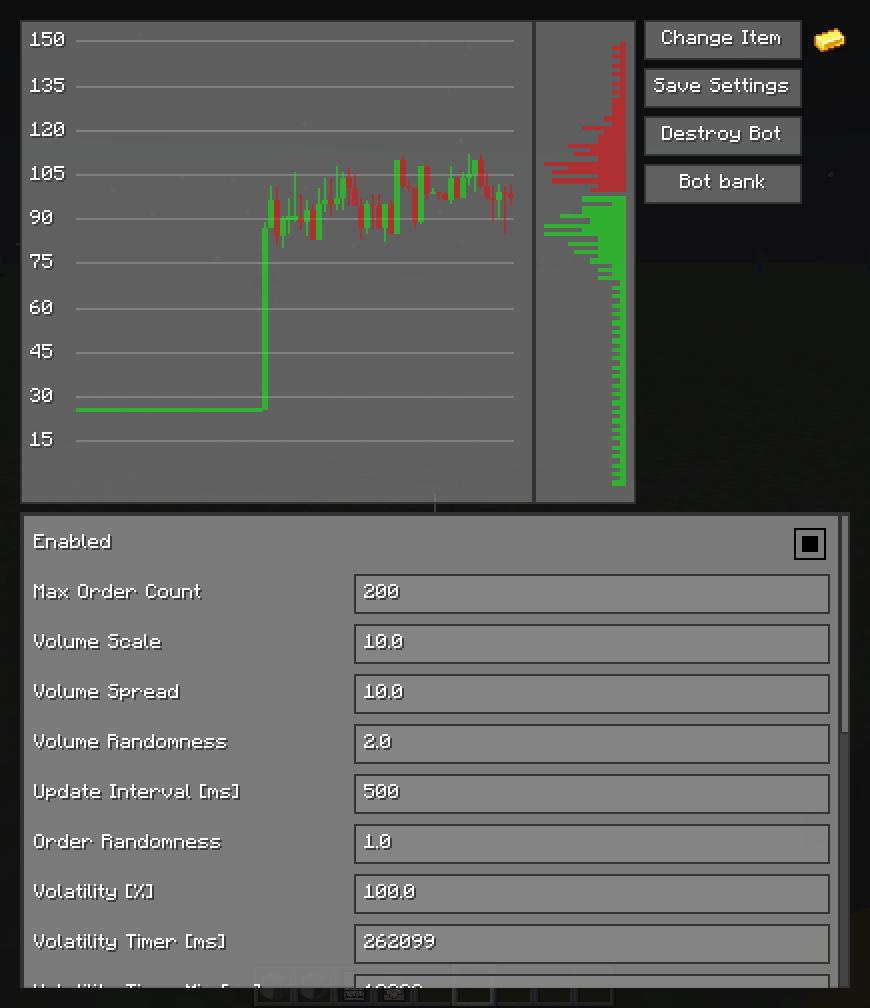 150
135
120
105
90
75
60
45
30
15
Change Item
Save Settings
Destroy Bot
Bot bank
Enabled
Max Order Count 200
Volume Scale 10.0
Volume Spread 10.0
Volume Randomness 2.0
Update Interval [ms] 500
Order Randomness 1.0
Volatility [%] 100.0
Volatility Timer [ms] 262099